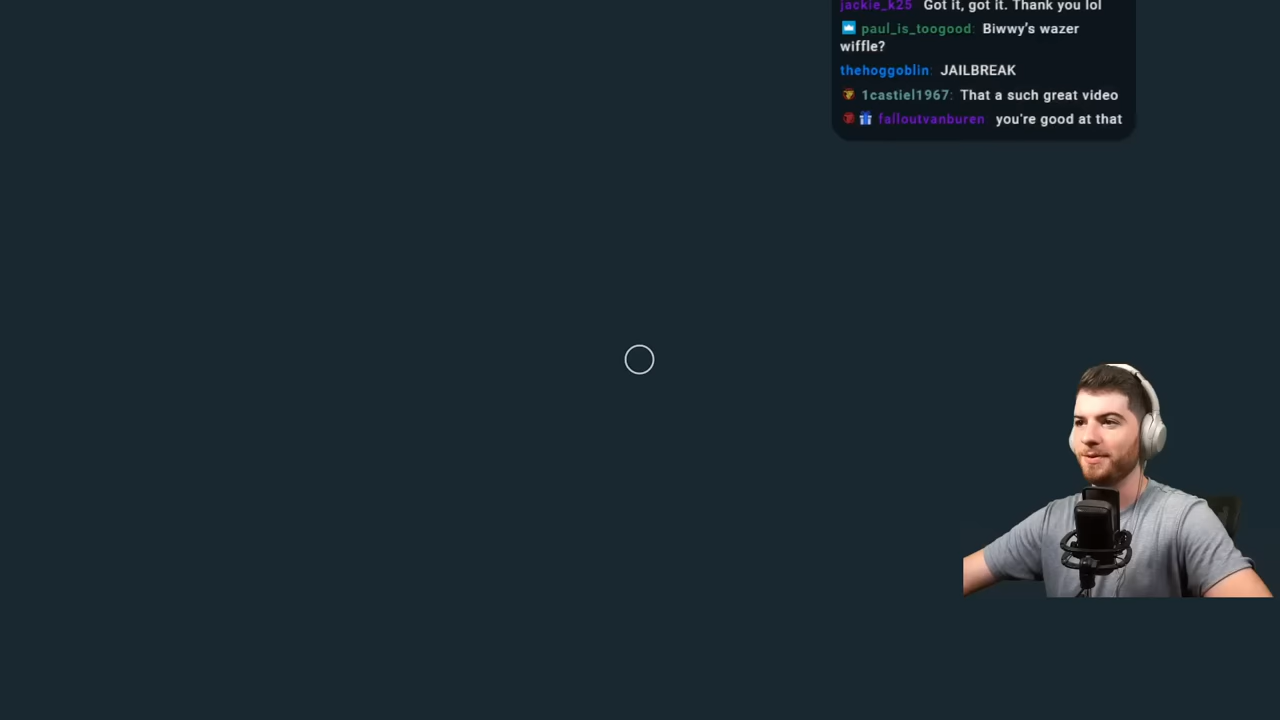 jackie_k25 Got it, got it. Thank you lol
paul_is_toogood: Biwwy's wazer
wiffle?
thehoggoblin: JAILBREAK
1castiel1967: That a such great video
falloutvanburen you're good at that